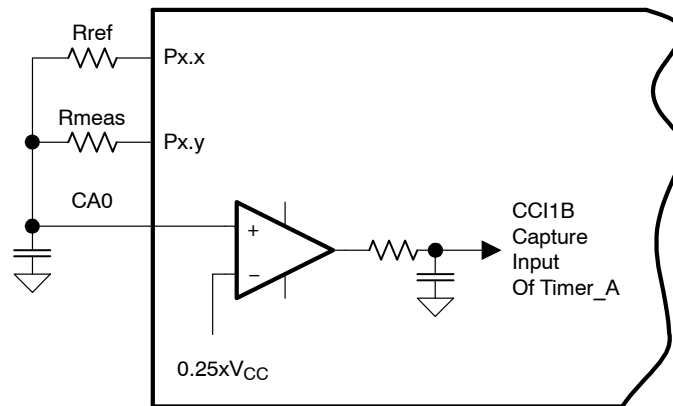 Rref
Px.x
Rmeas
Px.y
CA0
+
−
CCI1B
Capture
Input
Of Timer_A
0.25xVCC